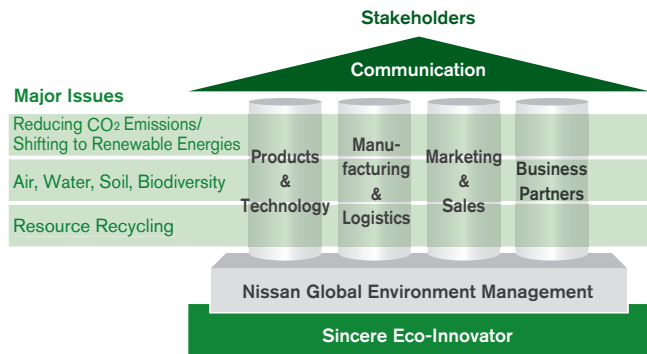 Stakeholders
Communication
Major Issues
Reducing CO2 Emissions/
Shifting to Renewable Energies
Air, Water, Soil, Biodiversity
Resource Recycling
Products
&
Technology
Manu-
facturing
&
Logistics
Marketing
&
Sales
Business
Partners
Nissan Global Environment Management
Sincere Eco-Innovator